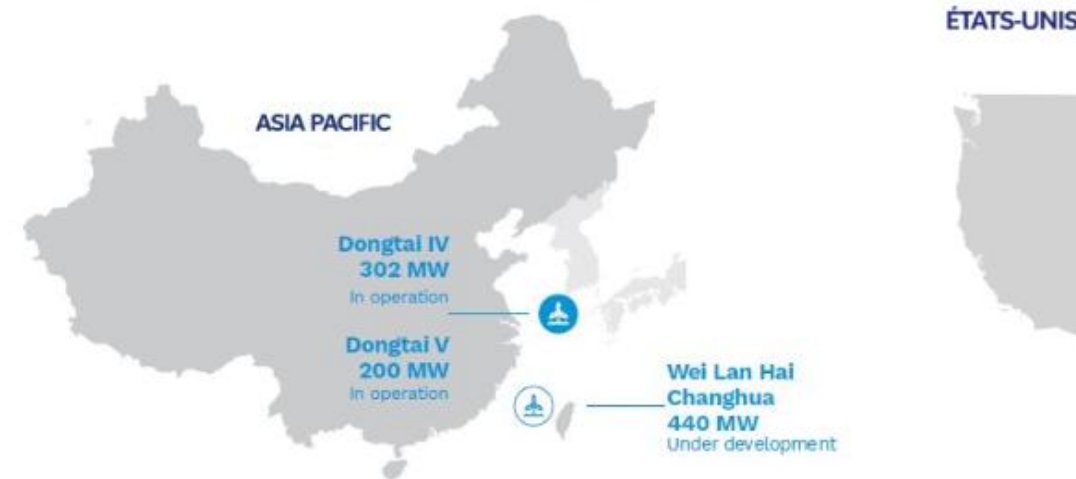 ASIA PACIFIC
ÉTATS-UNIS
Dongtai IV
302 MW
In operation
Dongtai V
200 MW
In operation
Wei Lan Hai
Changhua
440 MW
Under development